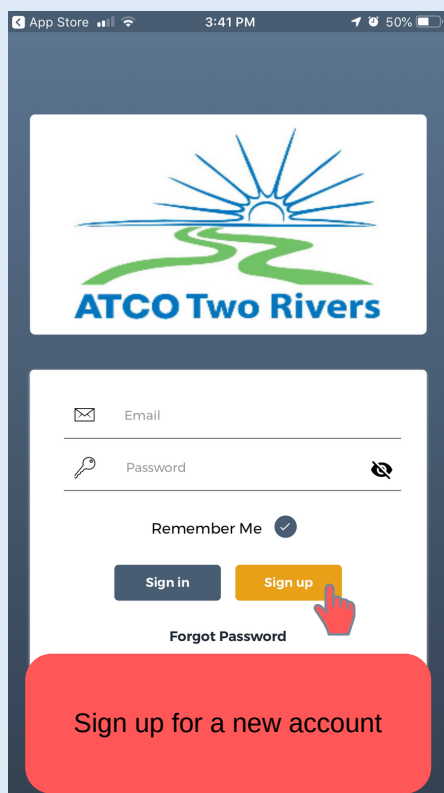 App Store 3:41 PM 50%
ATCO Two Rivers
Email
Password
Remember Me
Sign in Sign up
Forgot Password
Sign up for a new account